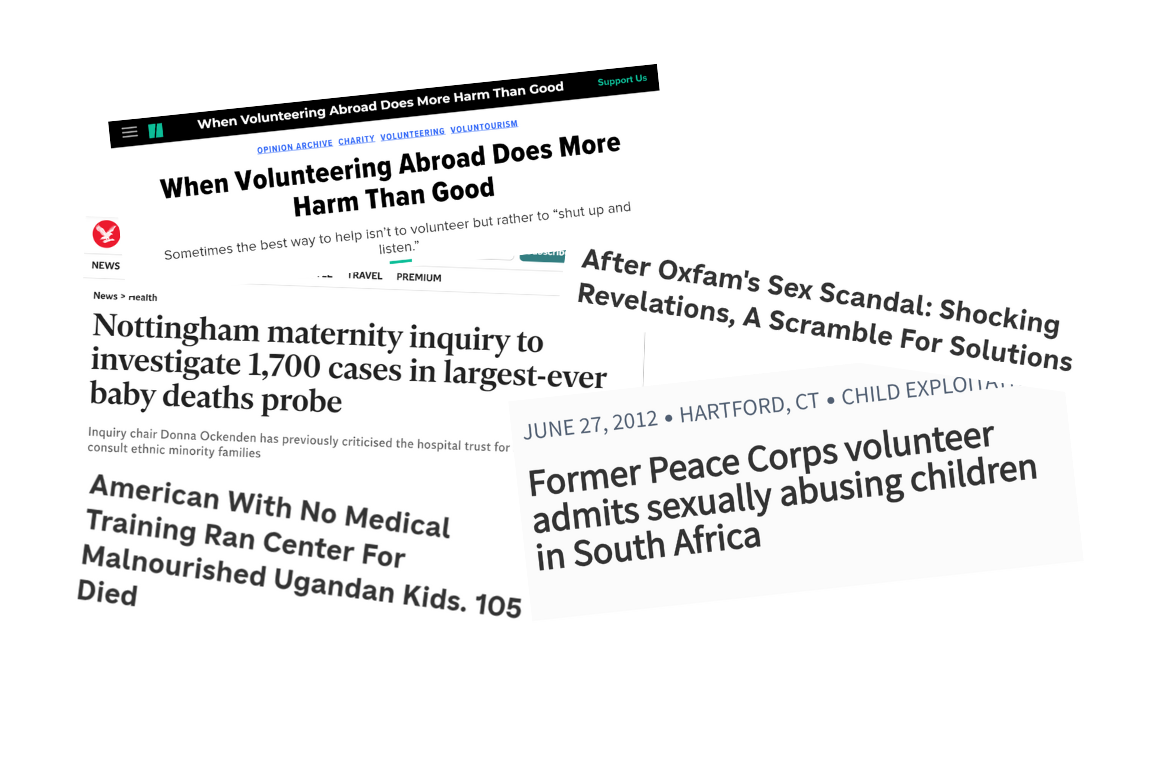 When Volunteering Abroad Does More Harm Than Good
Support Us
OPINION ARCHIVE CHARITY VOLUNTEERING VOLUNTOURISM
When Volunteering Abroad Does More
Harm Than Good
Sometimes the best way to help isn't to volunteer but rather to “shut up and
listen.”
NEWS
TRAVEL PREMIUM
News > Health
Nottingham maternity inquiry to
investigate 1,700 cases in largest-ever
baby deaths probe
Inquiry chair Donna Ockenden has previously criticised the hospital trust for
consult ethnic minority families
After Oxfam's Sex Scandal: Shocking
Revelations, A Scramble For Solutions
JUNE 27, 2012 • HARTFORD, CT • CHILD
Former Peace Corps volunteer
admits sexually abusing children
in South Africa
American With No Medical
Training Ran Center For
Malnourished Ugandan Kids. 105
Died